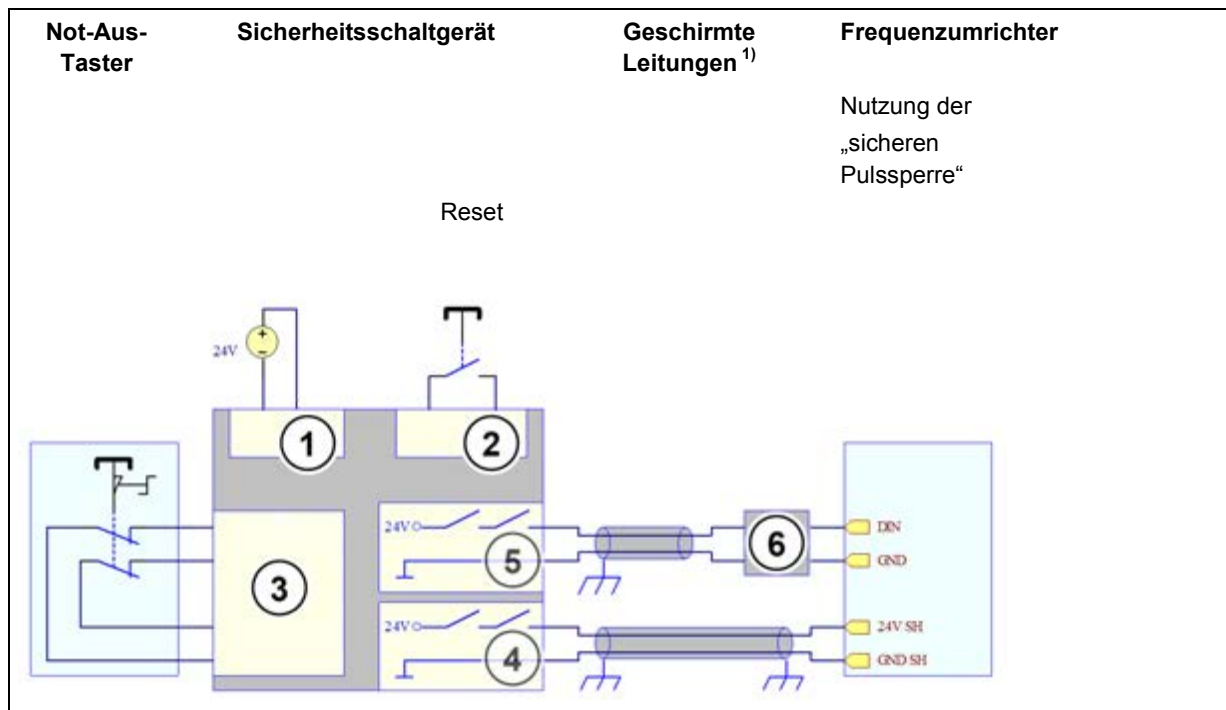 Not-Aus-
Taster
Sicherheitsschaltgerät
Geschirmte
Leitungen 1)
Frequenzumrichter
Nutzung der
„sicheren
Pulssperre“
Reset
24V
+
−
1
2
3
24V
5
6
DIN
GND
24V
4
24V SH
GND SH